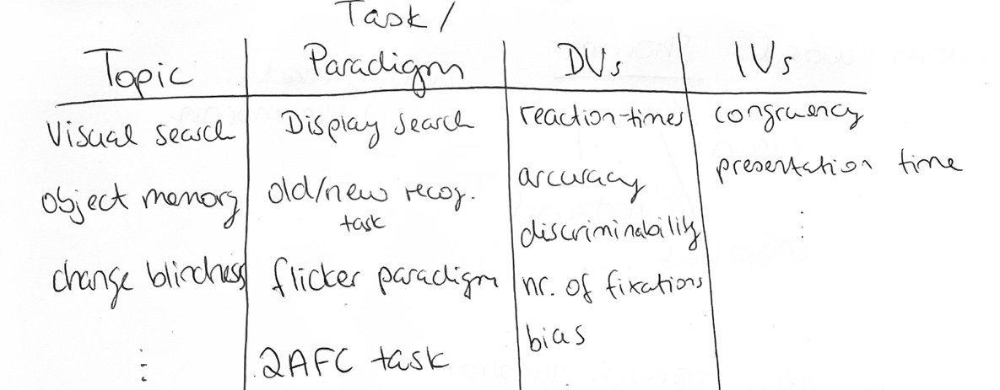 Task /
Topic Paradigm DVs IVs
Visual search Display search reaction-times congruency
object memory old/new recog. task accuracy presentation time
discriminability
change blindness flicker paradigm nr. of fixations
bias
2AFC task